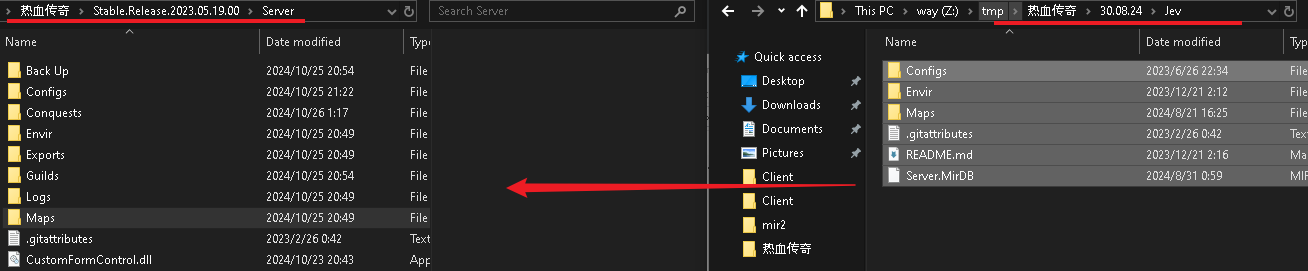 热血传奇 Stable.Release.2023.05.19.00 Server
Search Server
Name Date modified Typ
Back Up 2024/10/25 20:54 File
Configs 2024/10/25 21:22 File
Conquests 2024/10/26 1:17 File
Envir 2024/10/25 20:49 File
Exports 2024/10/25 20:49 File
Guilds 2024/10/25 20:54 File
Logs 2024/10/25 20:49 File
Maps 2024/10/25 20:49 File
.gitattributes 2023/2/26 0:42 Text
CustomFormControl.dll 2024/10/23 20:43 App
This PC way (Z:) tmp 热血传奇 30.08.24 Jev
Quick access
Desktop
Downloads
Documents
Pictures
Client
Client
mir2
热血传奇
Name Date modified Typ
Configs 2023/6/26 22:34 File
Envir 2023/12/21 2:12 File
Maps 2024/8/21 16:25 File
.gitattributes 2023/2/26 0:42 Tex
README.md 2023/12/21 2:16 Ma
Server.MirDB 2024/8/31 0:59 MIF